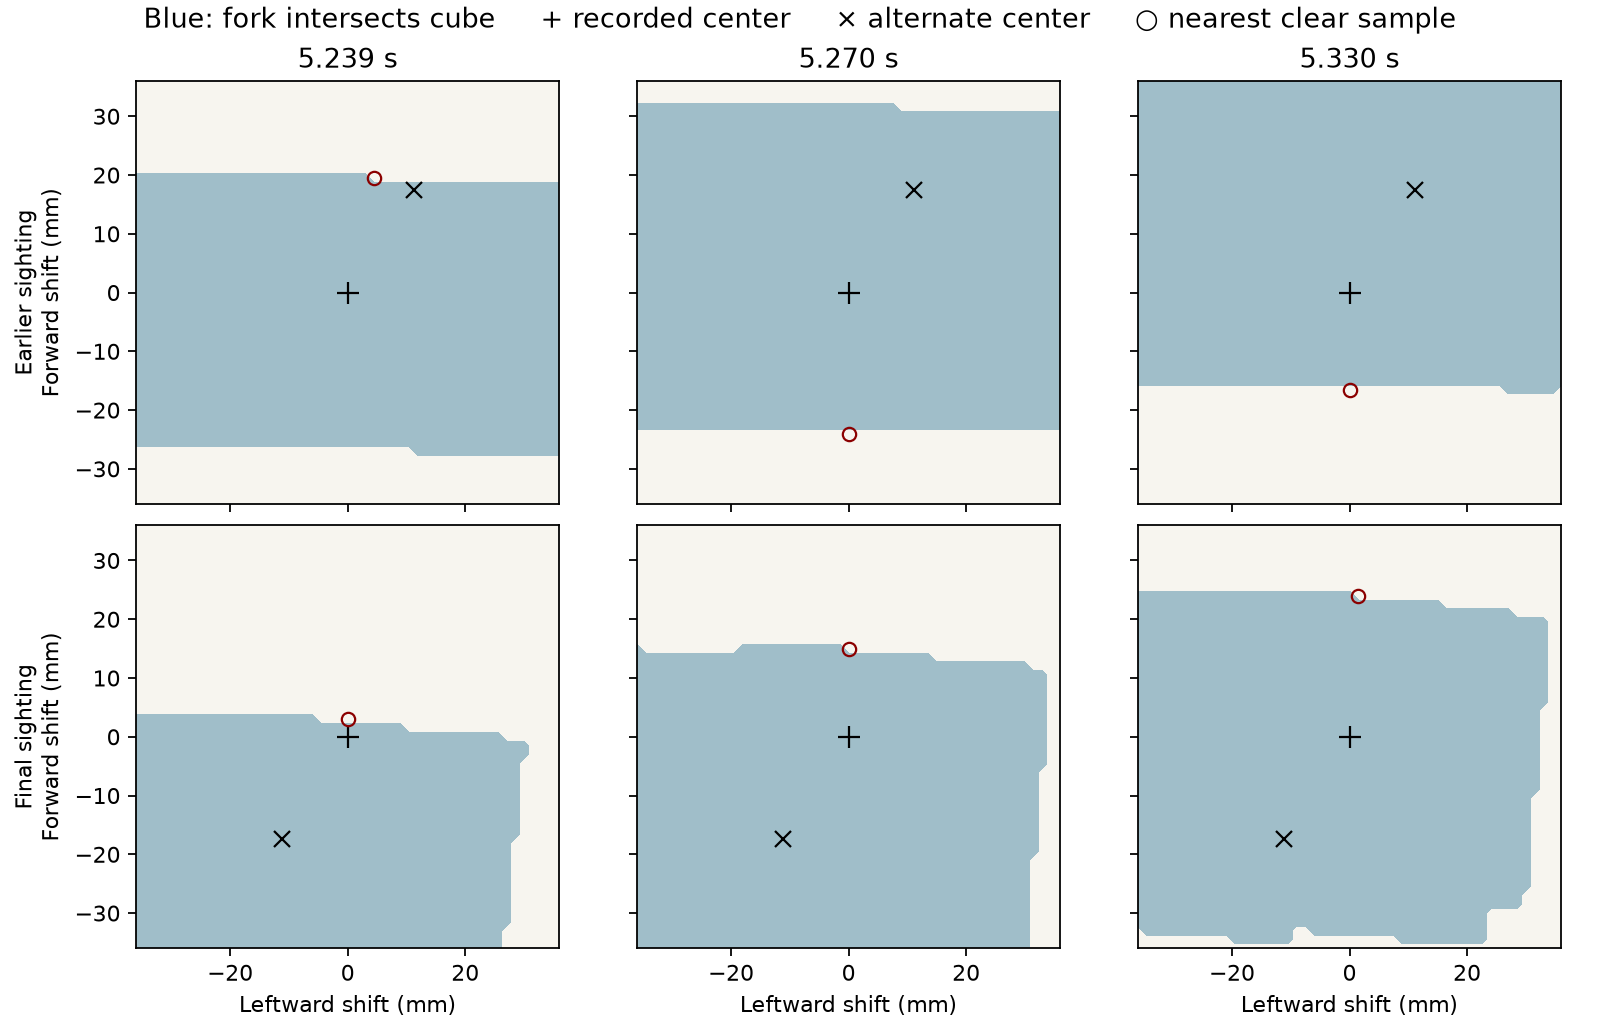 Blue: fork intersects cube + recorded center × alternate center ○ nearest clear sample
5.239 s 5.270 s 5.330 s
Earlier sighting
Forward shift (mm)
30
20
10
0
−10
−20
−30
Final sighting
Forward shift (mm)
30
20
10
0
−10
−20
−30
−20 0 20 −20 0 20 −20 0 20
Leftward shift (mm) Leftward shift (mm) Leftward shift (mm)